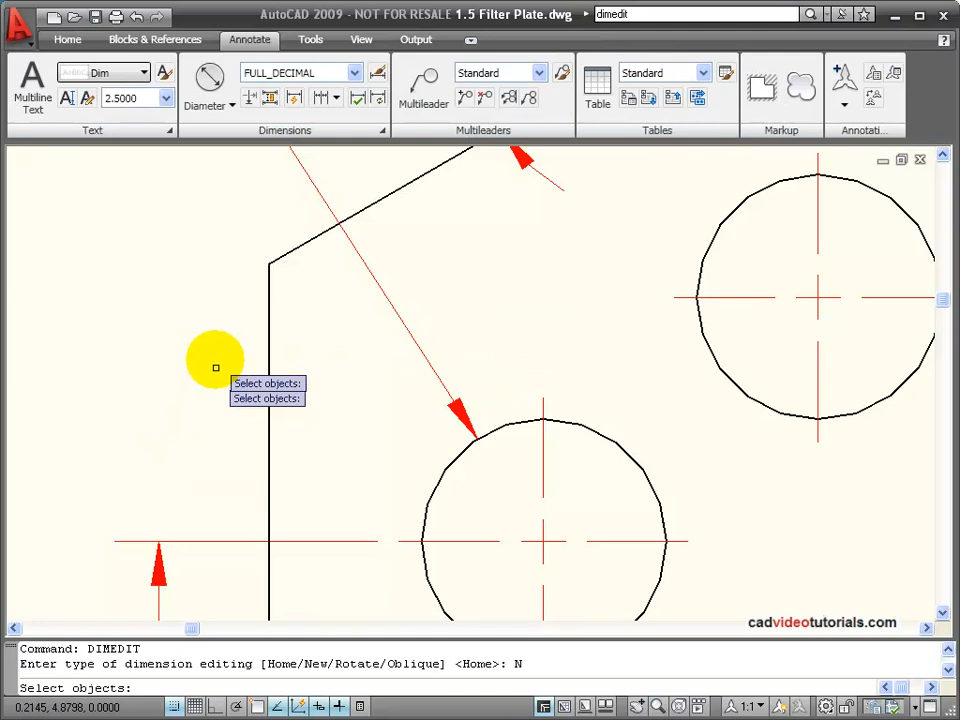 AutoCAD 2009 - NOT FOR RESALE 1.5 Filter Plate.dwg
dimedit
Home
Blocks & References
Annotate
Tools
View
Output
Multiline
Text
Dim
2.5000
Text
Diameter
FULL_DECIMAL
Dimensions
Multileader
Standard
Multileaders
Table
Standard
Tables
Markup
Annotati...
Select objects:
Select objects:
cadvideotutorials.com
Command: DIMEDIT
Enter type of dimension editing [Home/New/Rotate/Oblique] <Home>: N
Select objects:
0.2145, 4.8798, 0.0000
1:1